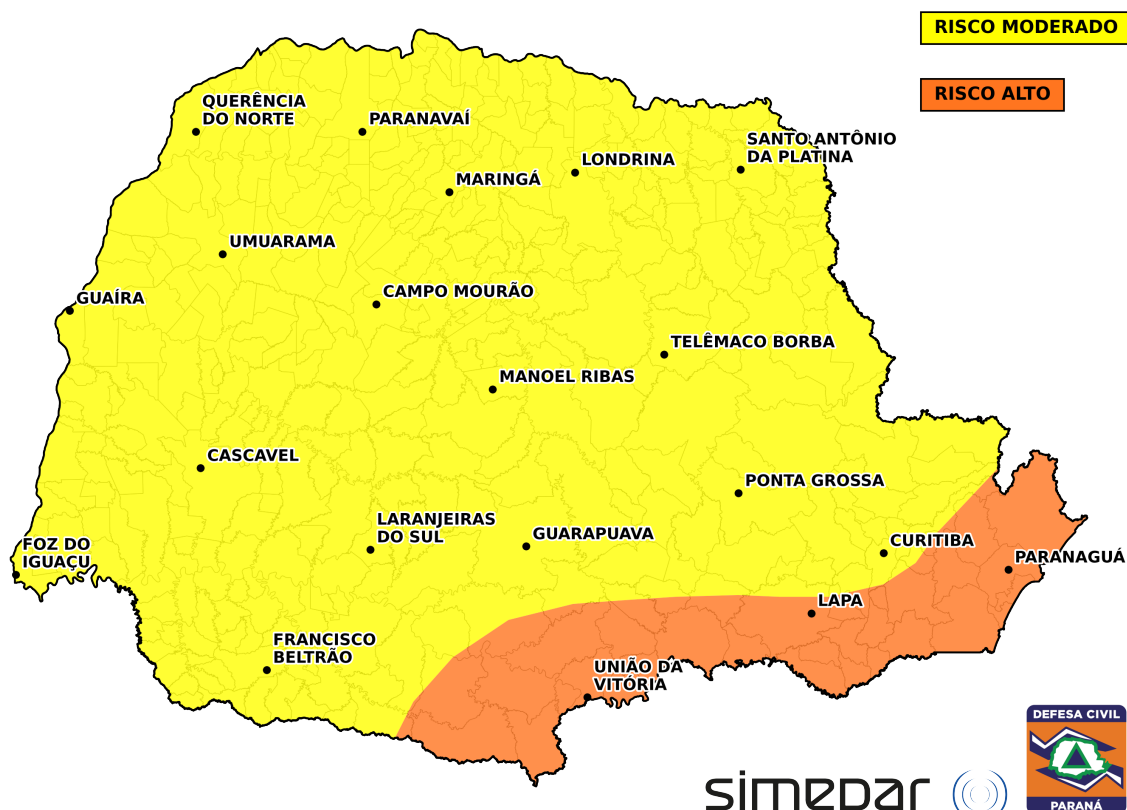 RISCO MODERADO
RISCO ALTO
QUERÊNCIA
DO NORTE
PARANAVAÍ
SANTO ANTÔNIO
DA PLATINA
LONDRINA
MARINGÁ
UMUARAMA
GUAÍRA
CAMPO MOURÃO
TELÊMACO BORBA
MANOEL RIBAS
CASCAVEL
PONTA GROSSA
LARANJEIRAS
DO SUL
GUARAPUAVA
CURITIBA
FOZ DO
IGUAÇU
PARANAGUÁ
LAPA
FRANCISCO
BELTRÃO
UNIÃO DA
VITÓRIA
DEFESA CIVIL
PARANÁ
simepar